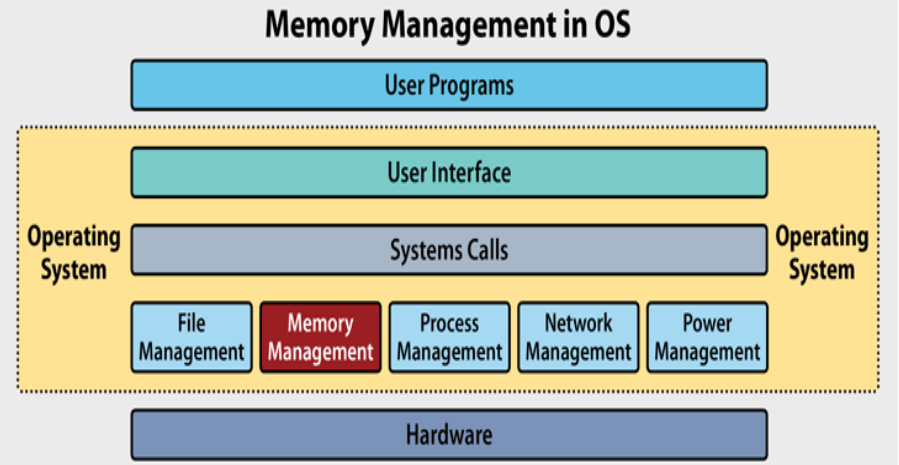 Memory Management in OS
User Programs
User Interface
Operating
System
Systems Calls
Operating
System
File
Management
Memory
Management
Process
Management
Network
Management
Power
Management
Hardware